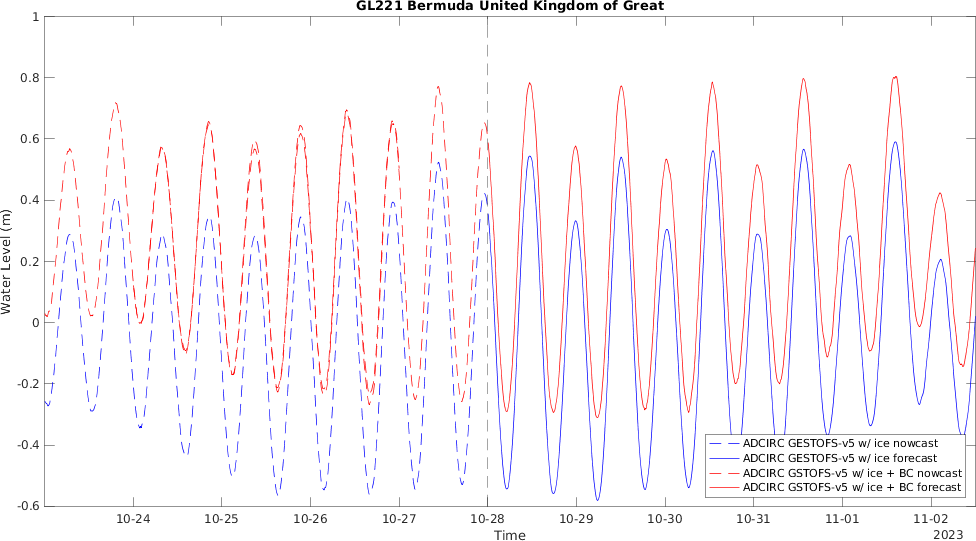 GL221 Bermuda United Kingdom of Great
1
0.8
0.6
0.4
0.2
0
-0.2
-0.4
-0.6
Water Level (m)
10-24 10-25 10-26 10-27 10-28 10-29 10-30 10-31 11-01 11-02
2023
Time
ADCIRC GESTOFS-v5 w/ ice nowcast
ADCIRC GESTOFS-v5 w/ ice forecast
ADCIRC GSTOFS-v5 w/ ice + BC nowcast
ADCIRC GSTOFS-v5 w/ ice + BC forecast